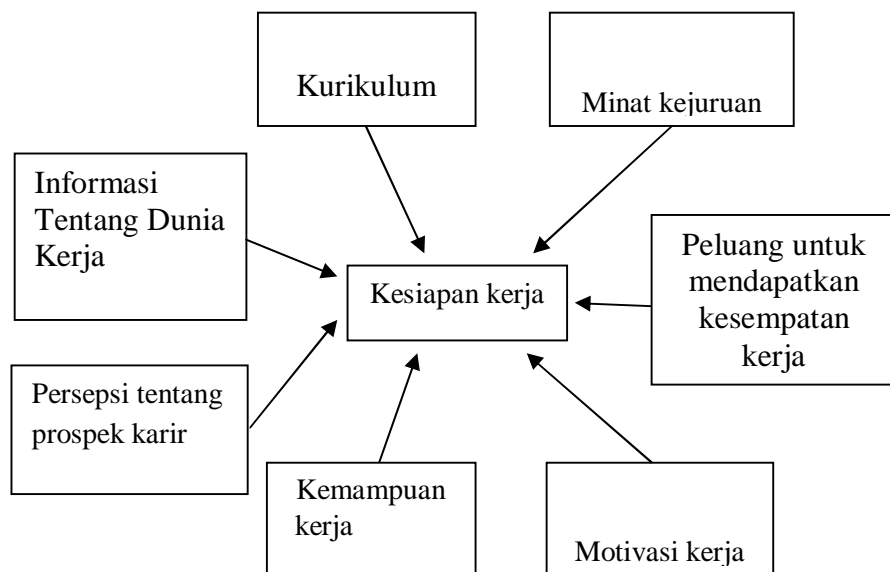 Kurikulum
Minat kejuruan
Informasi
Tentang Dunia
Kerja
Peluang untuk
mendapatkan
kesempatan
kerja
Kesiapan kerja
Persepsi tentang
prospek karir
Kemampuan
kerja
Motivasi kerja